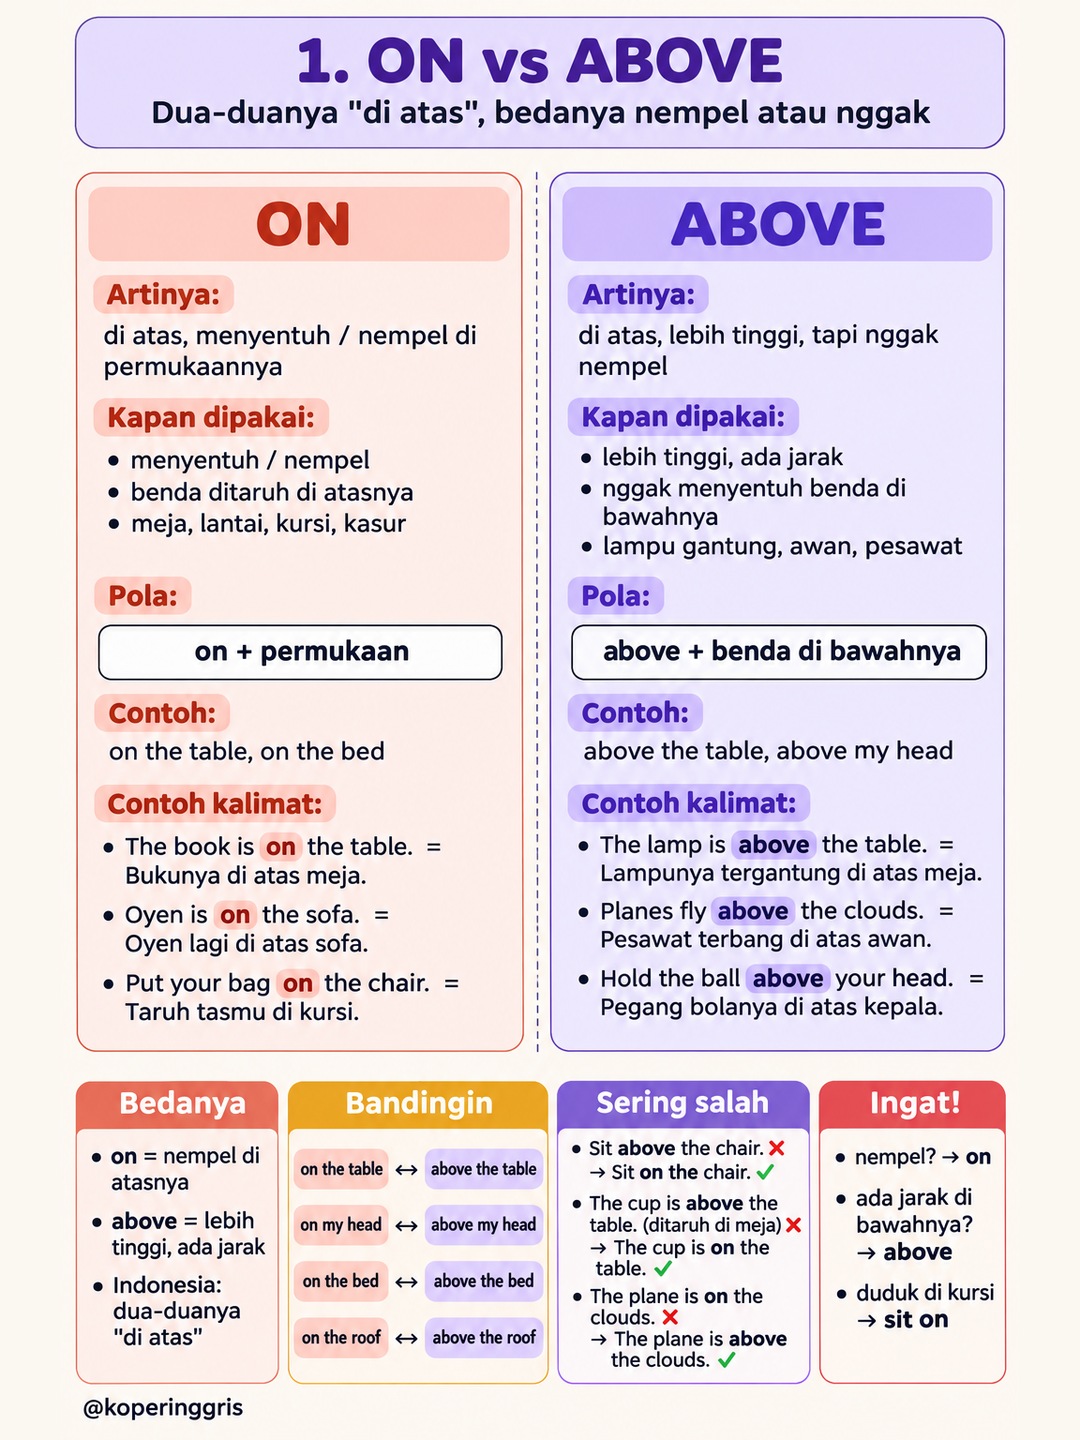 1. ON vs ABOVE
Dua-duanya "di atas", bedanya nempel atau nggak
ON
Artinya:
di atas, menyentuh / nempel di
permukaannya
Kapan dipakai:
• menyentuh / nempel
• benda ditaruh di atasnya
• meja, lantai, kursi, kasur
Pola:
on + permukaan
Contoh:
on the table, on the bed
Contoh kalimat:
• The book is on the table. =
Bukunya di atas meja.
• Oyen is on the sofa. =
Oyen lagi di atas sofa.
• Put your bag on the chair. =
Taruh tasmu di kursi.
ABOVE
Artinya:
di atas, lebih tinggi, tapi nggak
nempel
Kapan dipakai:
• lebih tinggi, ada jarak
• nggak menyentuh benda di
bawahnya
• lampu gantung, awan, pesawat
Pola:
above + benda di bawahnya
Contoh:
above the table, above my head
Contoh kalimat:
• The lamp is above the table. =
Lampunya tergantung di atas meja.
• Planes fly above the clouds. =
Pesawat terbang di atas awan.
• Hold the ball above your head. =
Pegang bolanya di atas kepala.
Bedanya
• on = nempel di
atasnya
• above = lebih
tinggi, ada jarak
• Indonesia:
dua-duanya
"di atas"
Bandingin
on the table ↔ above the table
on my head ↔ above my head
on the bed ↔ above the bed
on the roof ↔ above the roof
Sering salah
• Sit above the chair. ❌
→ Sit on the chair. ✓
• The cup is above the
table. (ditaruh di meja) ❌
→ The cup is on the
table. ✓
• The plane is on the
clouds. ❌
→ The plane is above
the clouds. ✓
Ingat!
• nempel? → on
• ada jarak di
bawahnya?
→ above
• duduk di kursi
→ sit on
@koperinggris